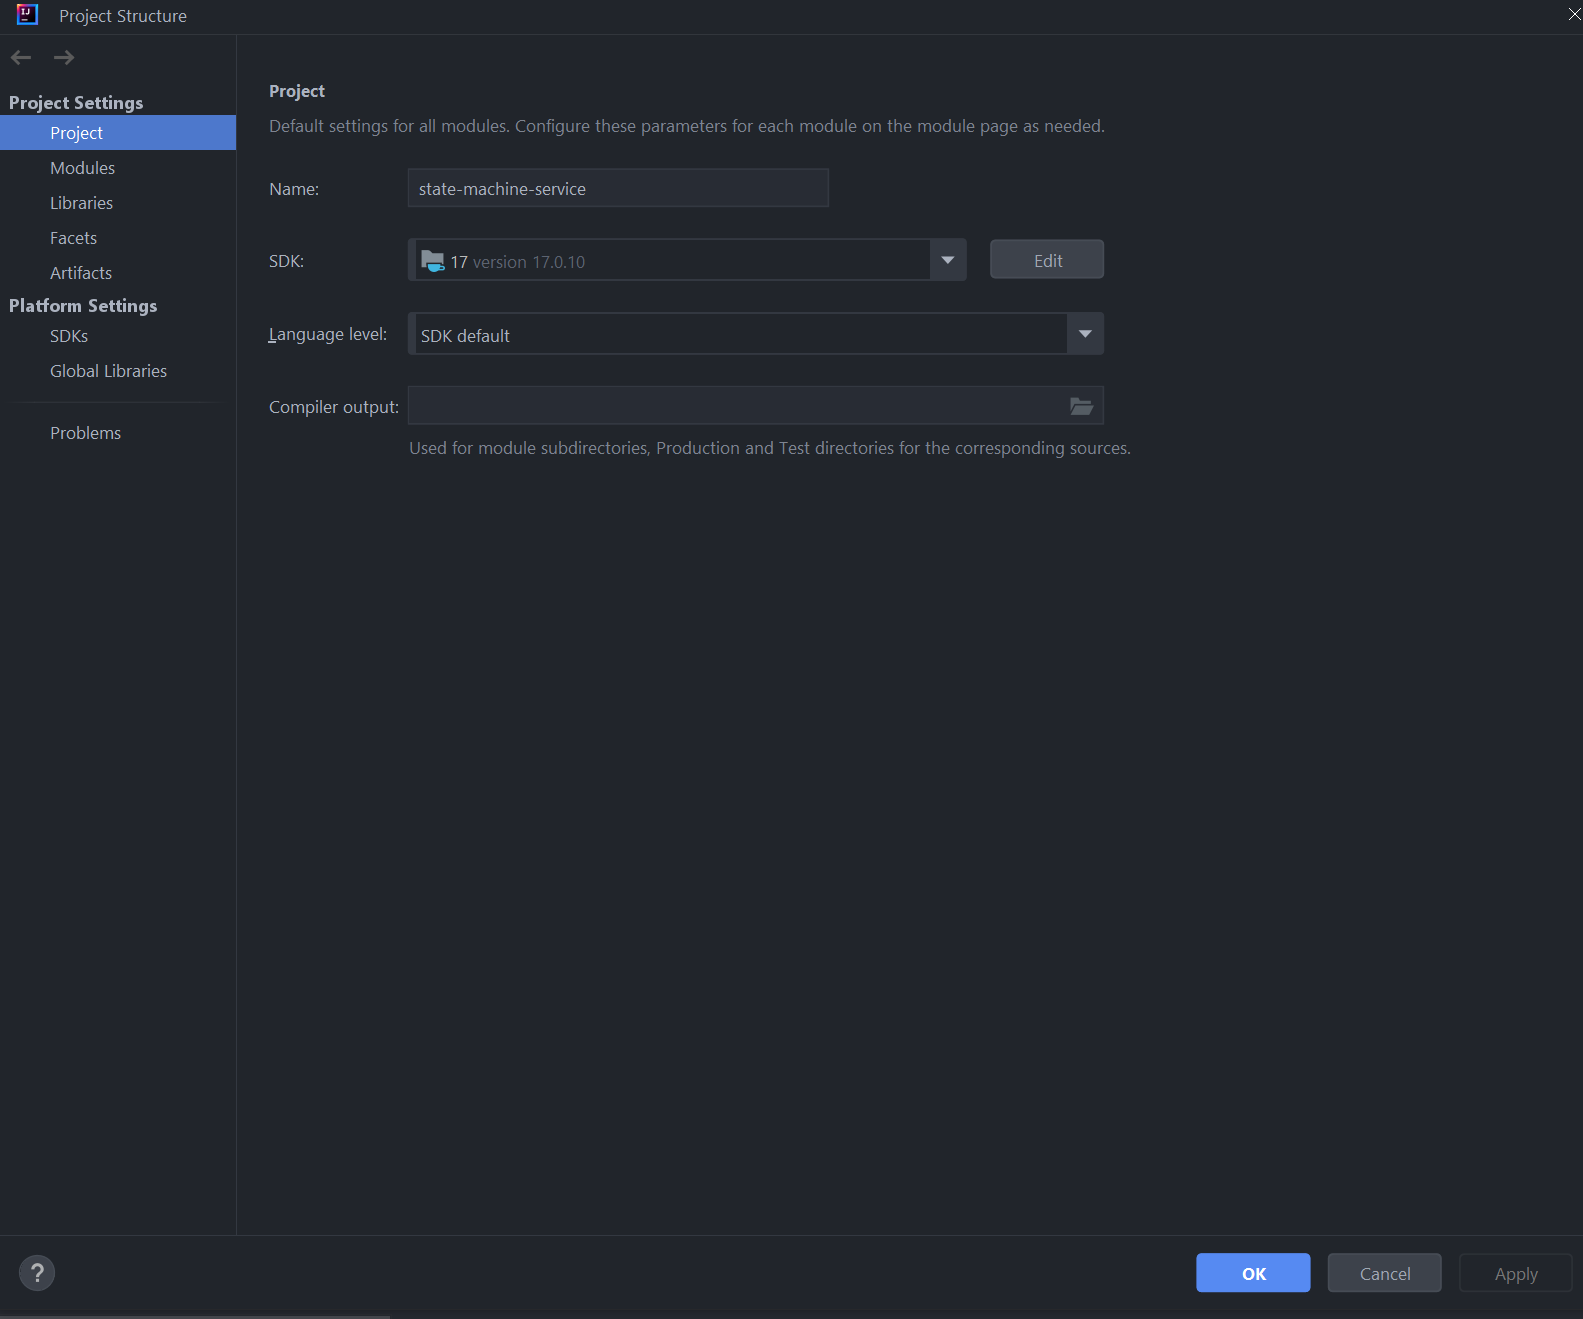 IJ
Project Structure
Project Settings
Project
Modules
Libraries
Facets
Artifacts
Platform Settings
SDKs
Global Libraries
Problems
Project
Default settings for all modules. Configure these parameters for each module on the module page as needed.
Name: state-machine-service
SDK: 17 version 17.0.10 Edit
Language level: SDK default
Compiler output:
Used for module subdirectories, Production and Test directories for the corresponding sources.
? OK Cancel Apply